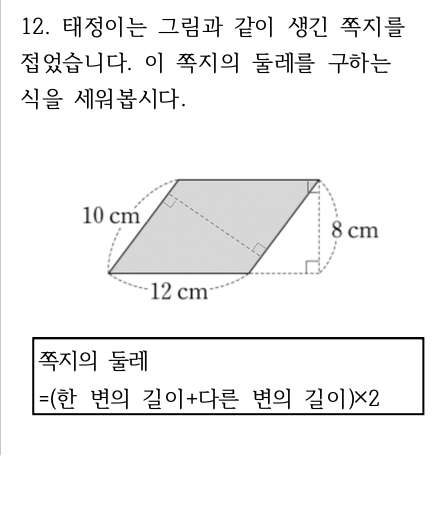 12. 태정이는 그림과 같이 생긴 쪽지를
접었습니다. 이 쪽지의 둘레를 구하는
식을 세워봅시다.
10 cm
8 cm
12 cm
쪽지의 둘레
=(한 변의 길이+다른 변의 길이)×2